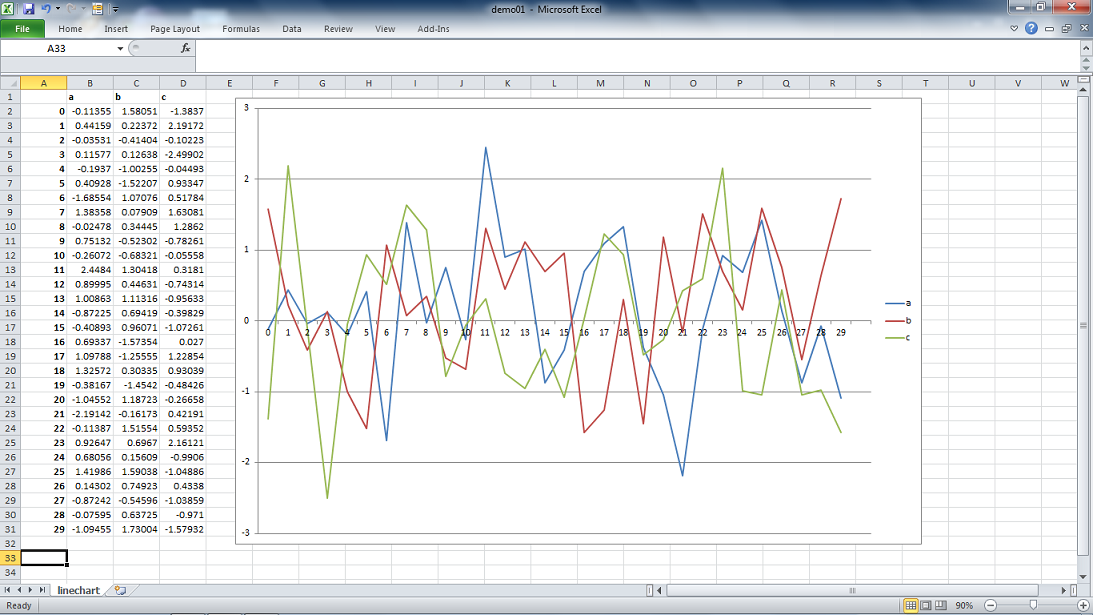 demo01 - Microsoft Excel
File Home Insert Page Layout Formulas Data Review View Add-Ins
A33 fx
A B C D E F G H I J K L M N O P Q R S T U V W
1 a b c
2 0 -0.11355 1.58051 -1.3837
3 1 0.44159 0.22372 2.19172
4 2 -0.03531 -0.41404 -0.10223
5 3 0.11577 0.12638 -2.49902
6 4 -0.1937 -1.00255 -0.04493
7 5 0.40928 -1.52207 0.93347
8 6 -1.68554 1.07076 0.51784
9 7 1.38358 0.07909 1.63081
10 8 -0.02478 0.34445 1.2862
11 9 0.75132 -0.52302 -0.78261
12 10 -0.26072 -0.68321 -0.05558
13 11 2.4484 1.30418 0.3181
14 12 0.89995 0.44631 -0.74314
15 13 1.00863 1.11316 -0.95633
16 14 -0.87225 0.69419 -0.39829
17 15 -0.40893 0.96071 -1.07261
18 16 0.69337 -1.57354 0.027
19 17 1.09788 -1.25555 1.22854
20 18 1.32572 0.30335 0.93039
21 19 -0.38167 -1.4542 -0.48426
22 20 -1.04552 1.18723 -0.26658
23 21 -2.19142 -0.16173 0.42191
24 22 -0.11387 1.51554 0.59352
25 23 0.92647 0.6967 2.16121
26 24 0.68056 0.15609 -0.9906
27 25 1.41986 1.59038 -1.04886
28 26 0.14302 0.74923 0.4338
29 27 -0.87242 -0.54596 -1.03859
30 28 -0.07595 0.63725 -0.971
31 29 -1.09455 1.73004 -1.57932
32
33
34
3
2
1
0
-1
-2
-3
0 1 2 3 4 5 6 7 8 9 10 11 12 13 14 15 16 17 18 19 20 21 22 23 24 25 26 27 28 29
a
b
c
linechart
Ready 90%